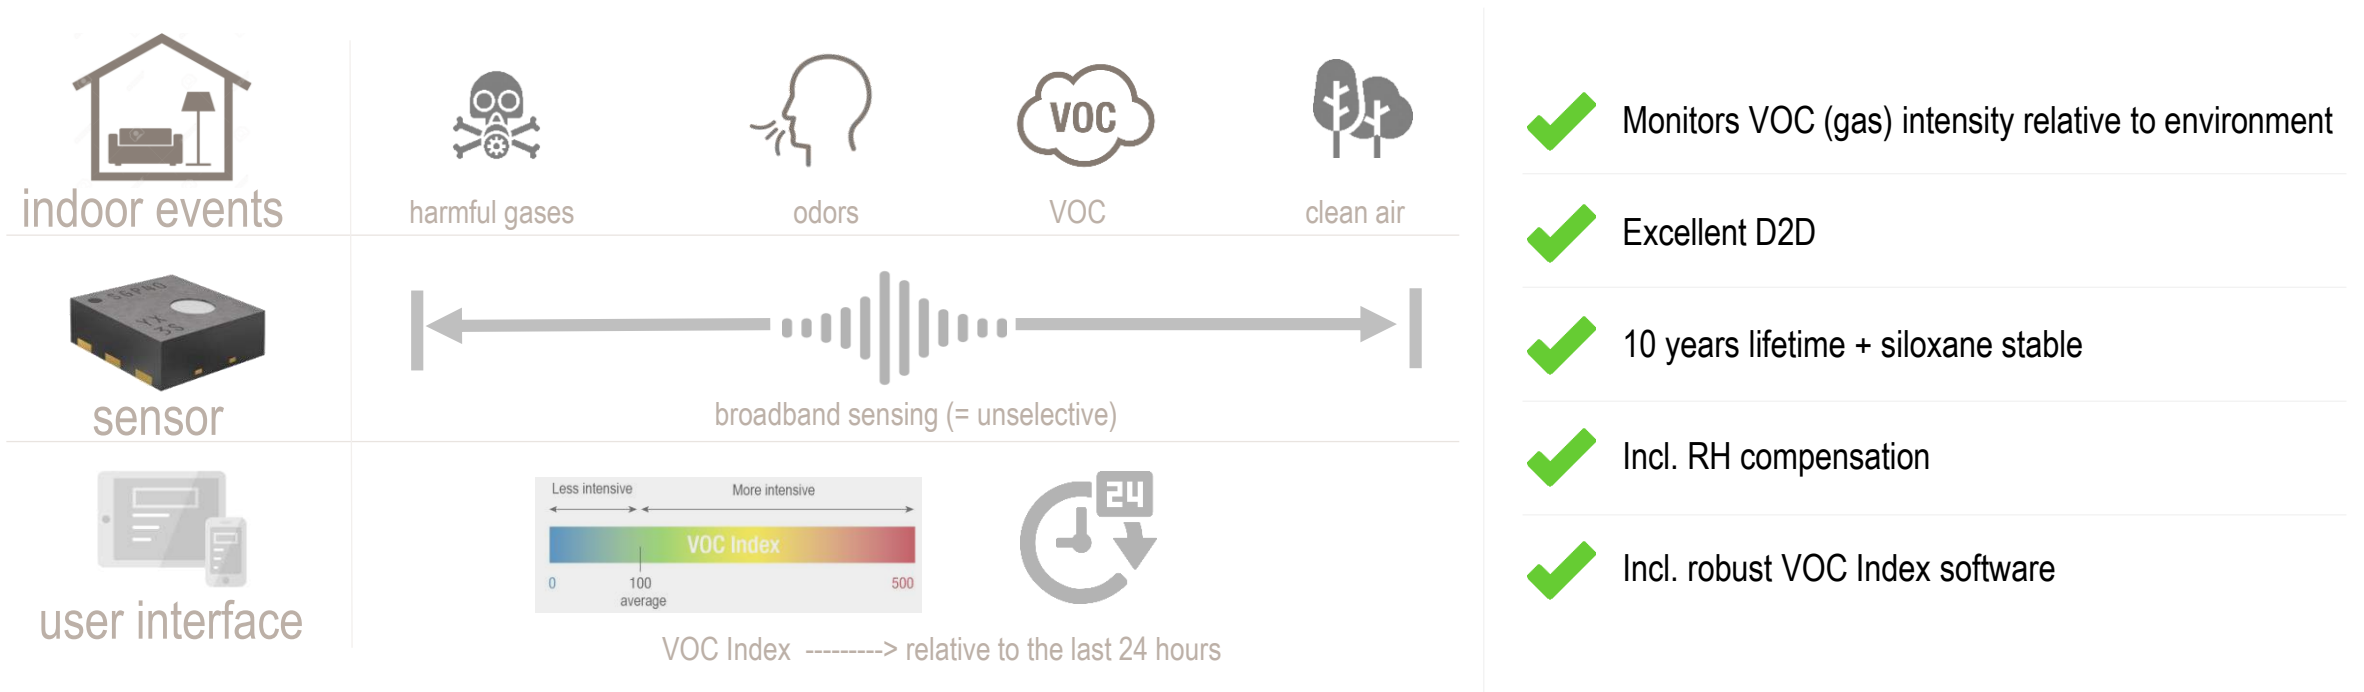 indoor events
harmful gases
odors
VOC
VOC
clean air
Monitors VOC (gas) intensity relative to environment
Excellent D2D
10 years lifetime + siloxane stable
Incl. RH compensation
Incl. robust VOC Index software
sensor
broadband sensing (= unselective)
user interface
Less intensive
More intensive
VOC Index
0
100
500
average
24
VOC Index ---------> relative to the last 24 hours